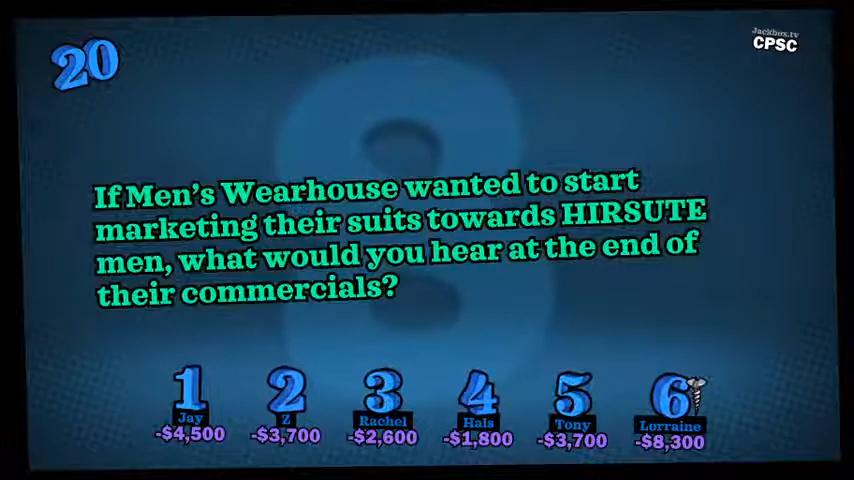 20
Jackbox.tv
CPSC
If Men's Wearhouse wanted to start
marketing their suits towards HIRSUTE
men, what would you hear at the end of
their commercials?
8
1 2 3 4 5 6
Jay Z Rachel Hals Tony Lorraine
-$4,500 -$3,700 -$2,600 -$1,800 -$3,700 -$8,300